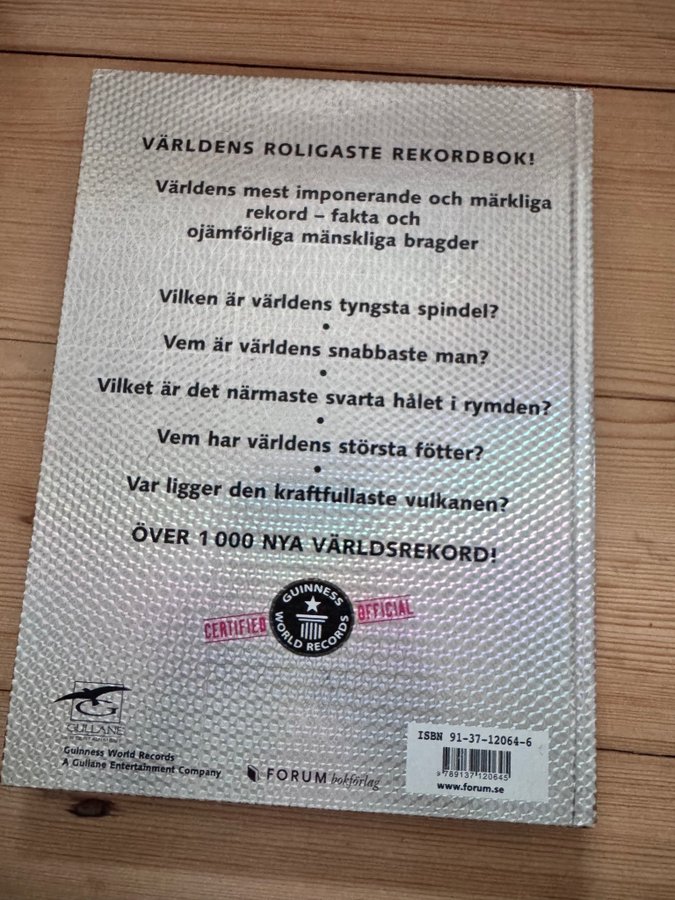 VÄRLDENS ROLIGASTE REKORDBOK!
Världens mest imponerande och märkliga
rekord – fakta och
ojämförliga mänskliga bragder
Vilken är världens tyngsta spindel?
•
Vem är världens snabbaste man?
•
Vilket är det närmaste svarta hålet i rymden?
•
Vem har världens största fötter?
•
Var ligger den kraftfullaste vulkanen?
ÖVER 1 000 NYA VÄRLDSREKORD!
CERTIFIED
GUINNESS
WORLD RECORDS
OFFICIAL
GULLANE
Guinness World Records
A Gullane Entertainment Company
FORUM bokförlag
ISBN 91-37-12064-6
9789137120645
www.forum.se